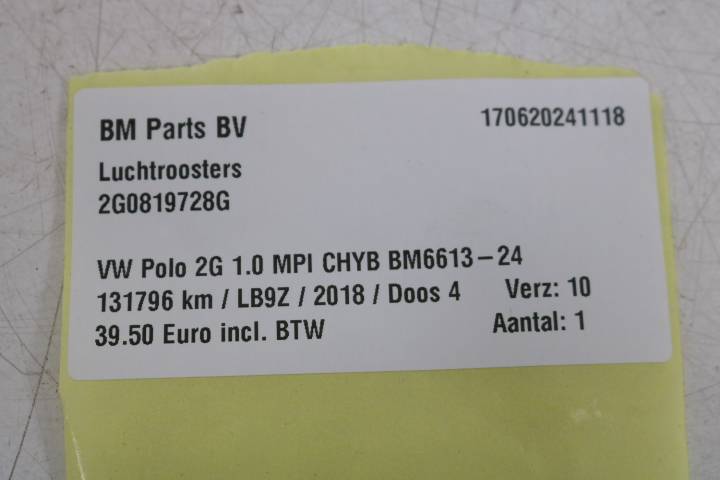 BM Parts BV 170620241118
Luchtroosters
2G0819728G
VW Polo 2G 1.0 MPI CHYB BM6613-24
131796 km / LB9Z / 2018 / Doos 4 Verz: 10
39.50 Euro incl. BTW Aantal: 1